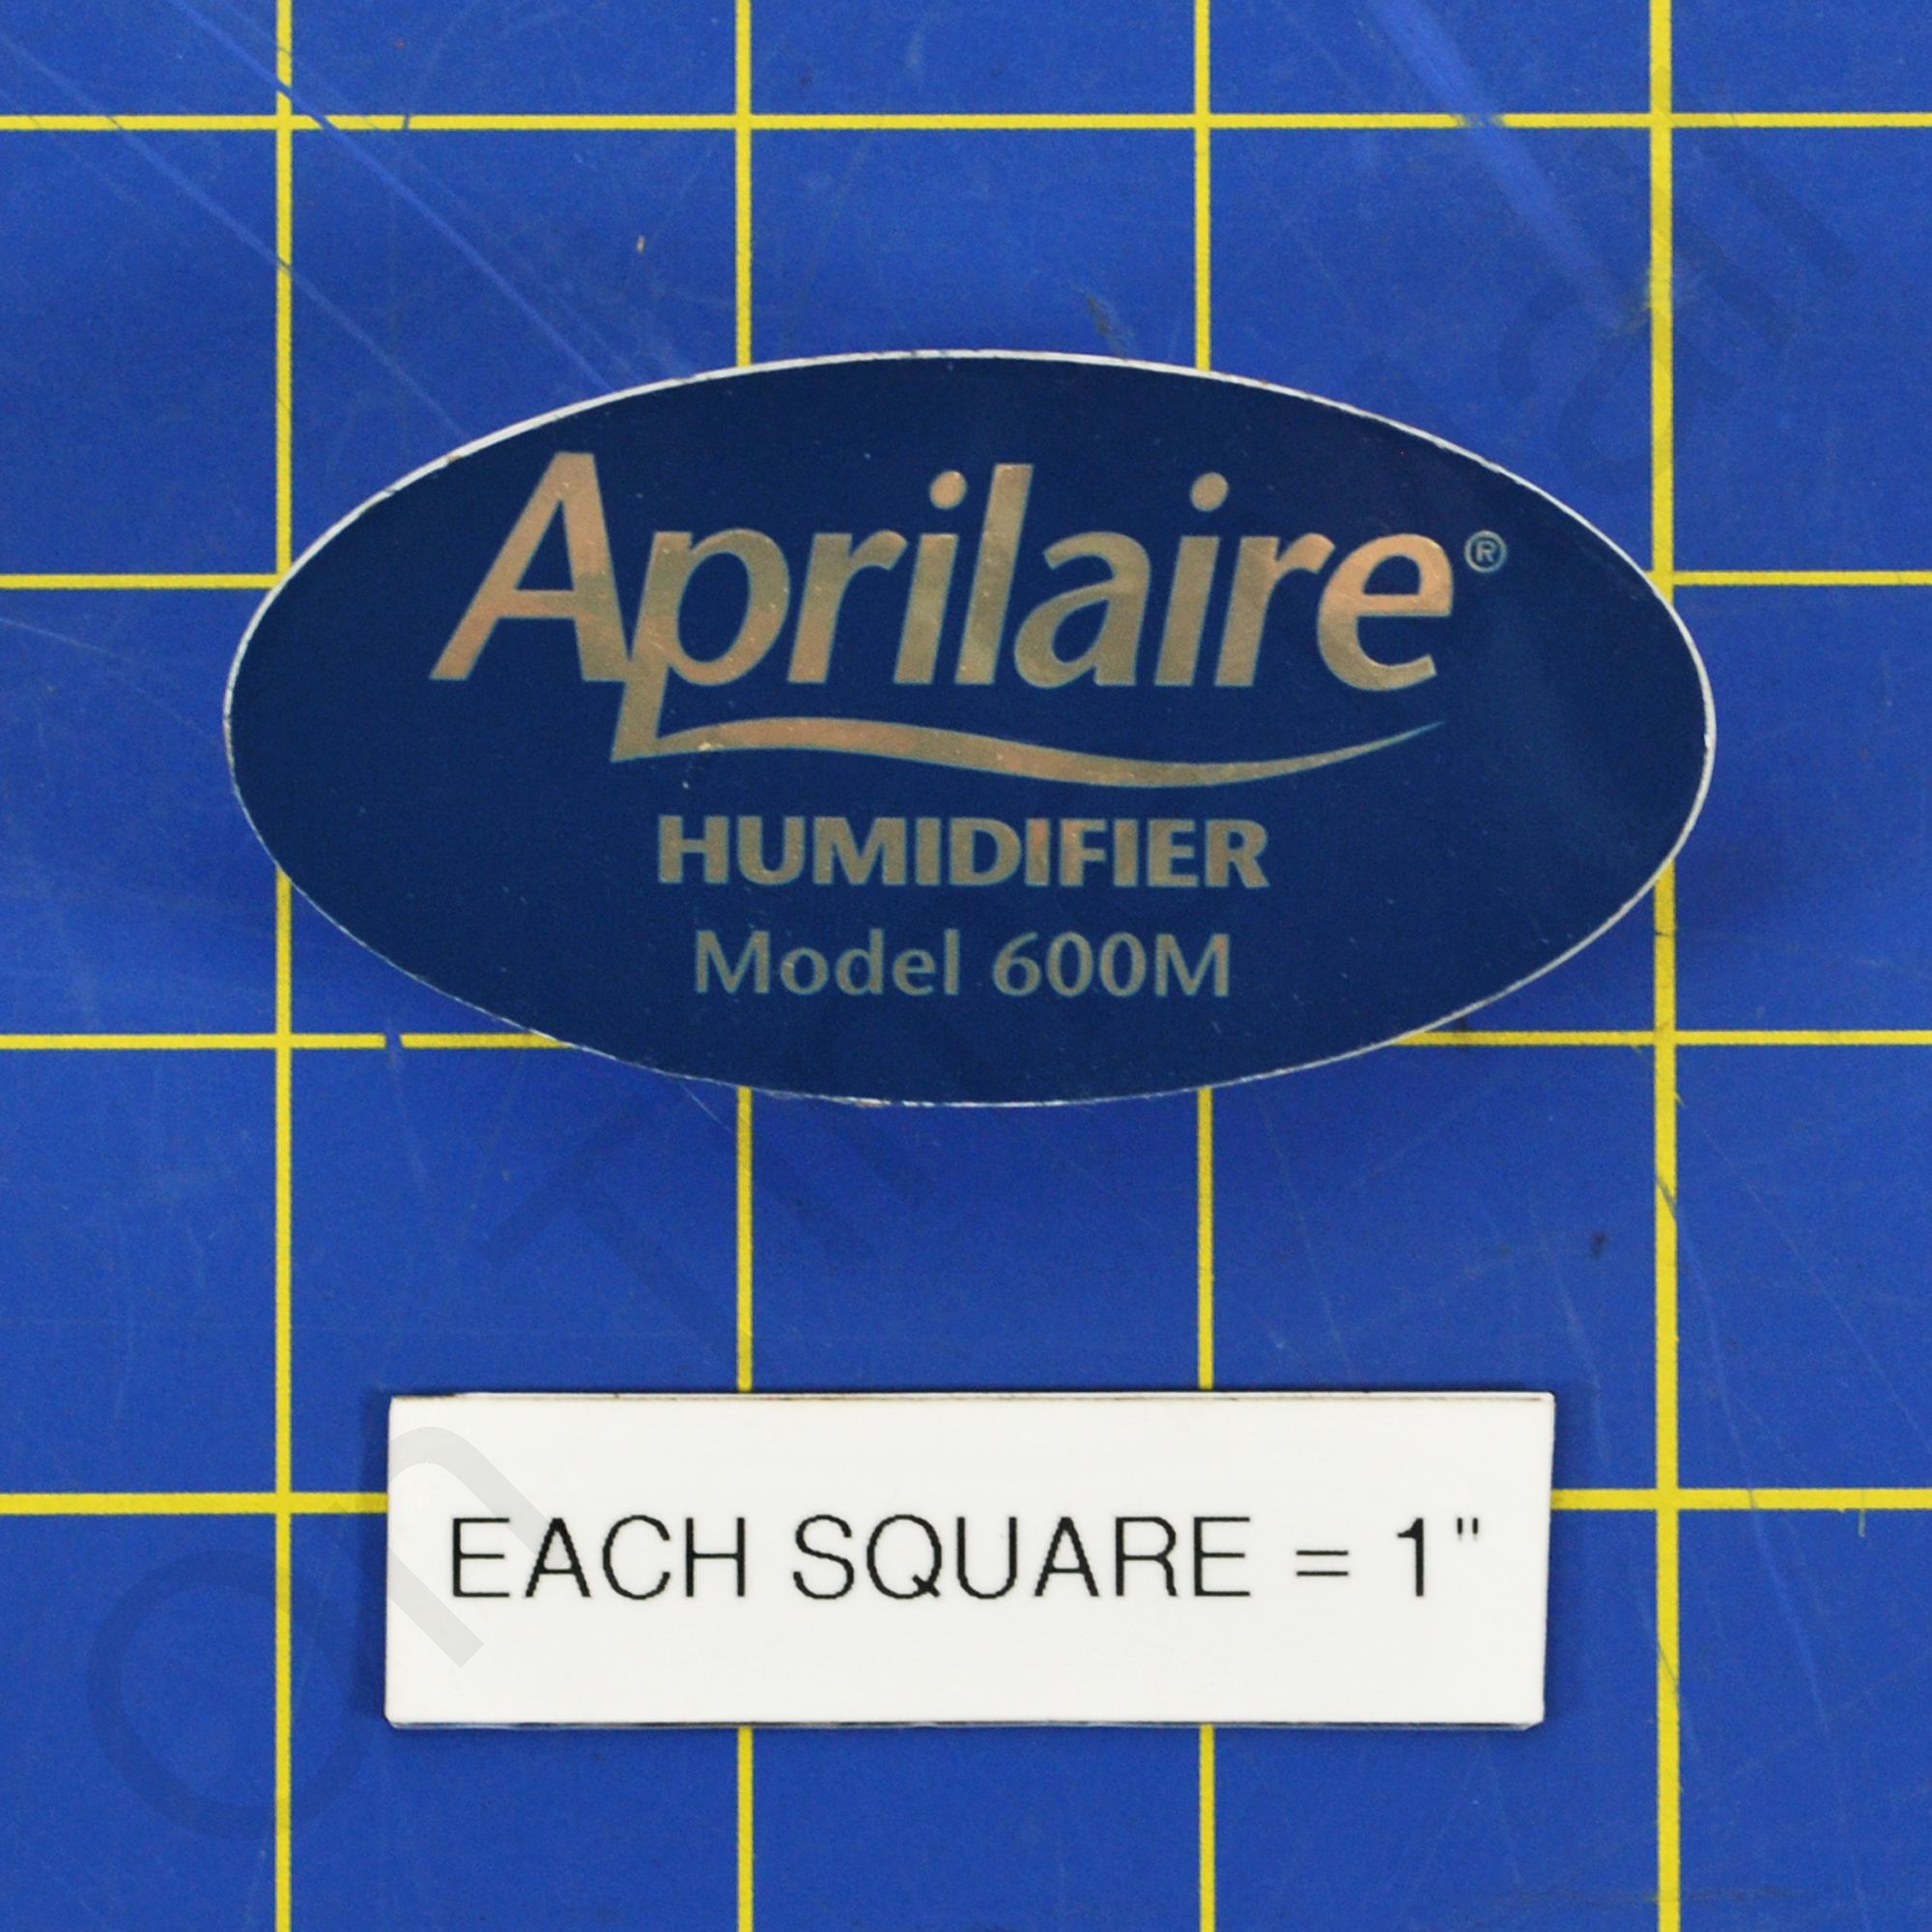 Aprilaire®
HUMIDIFIER
Model 600M
EACH SQUARE = 1"